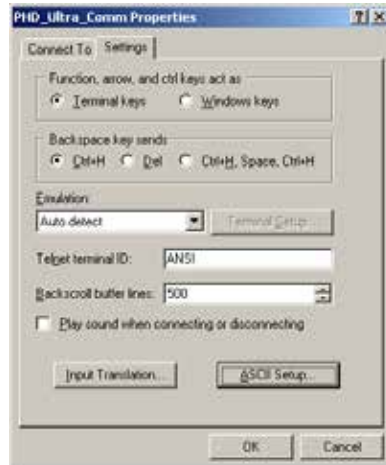 PHD_Ultra_Comm Properties
Connect To Settings
Function, arrow, and ctrl keys act as
Terminal keys Windows keys
Backspace key sends
Ctrl+H Del Ctrl+H, Space, Ctrl+H
Emulation:
Auto detect Terminal Setup...
Telnet terminal ID: ANSI
Backscroll buffer lines: 500
Play sound when connecting or disconnecting
Input Translation... ASCII Setup...
OK Cancel